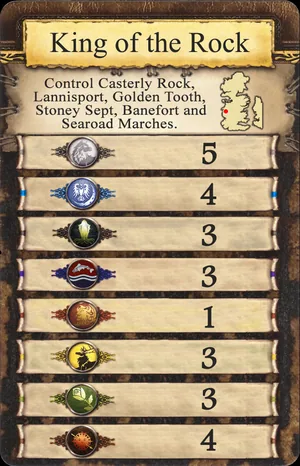 King of the Rock
Control Casterly Rock,
Lannisport, Golden Tooth,
Stoney Sept, Banefort and
Searoad Marches.
5
4
3
3
1
3
3
4